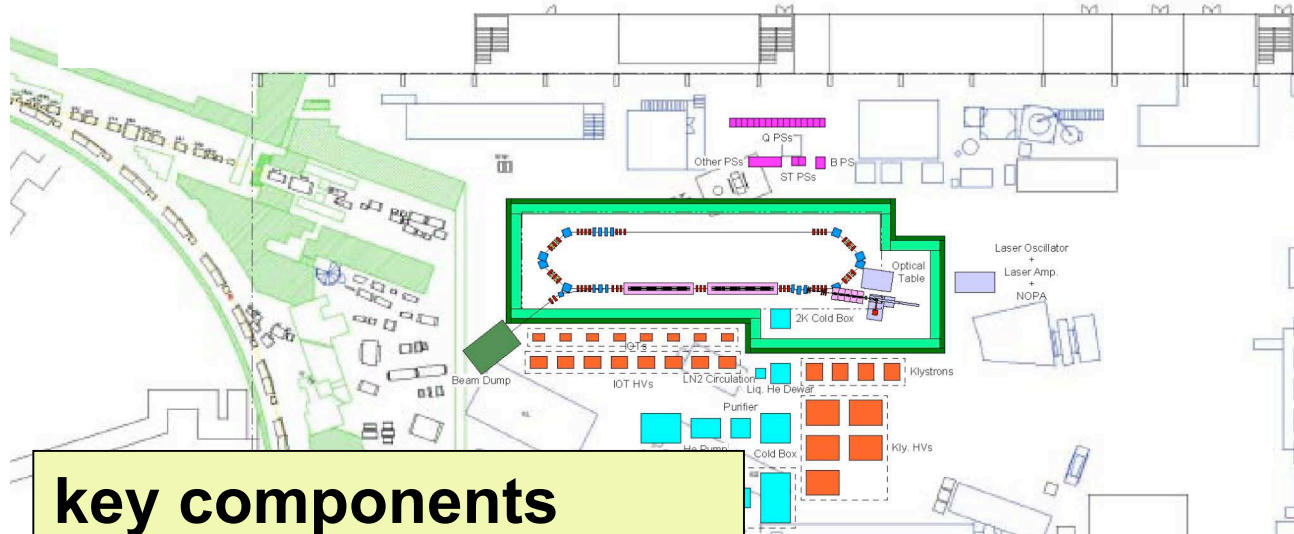 Q PSs
Other PSs
B PS
ST PSs
Laser Oscillator
+
Laser Amp.
+
NOPA
Optical
Table
2K Cold Box
IOTs
Beam Dump
IOT HVs
LN2 Circulation
Liq. He Dewar
Klystrons
Purifier
He Pump
Cold Box
Kly. HVs
key components